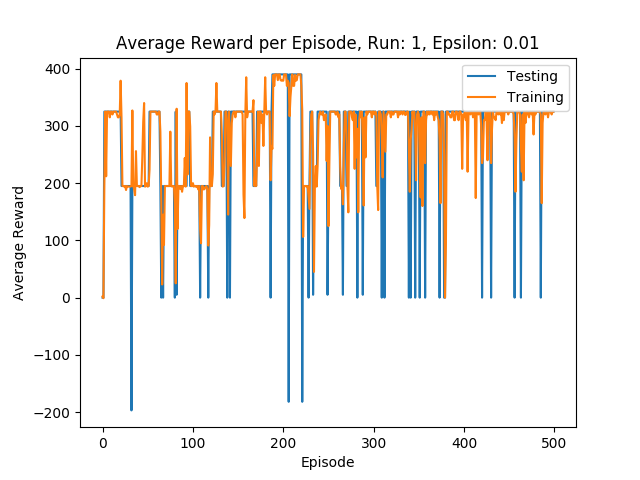 Average Reward per Episode, Run: 1, Epsilon: 0.01
Testing
Training
400
300
200
100
0
−100
−200
Average Reward
0
100
200
300
400
500
Episode